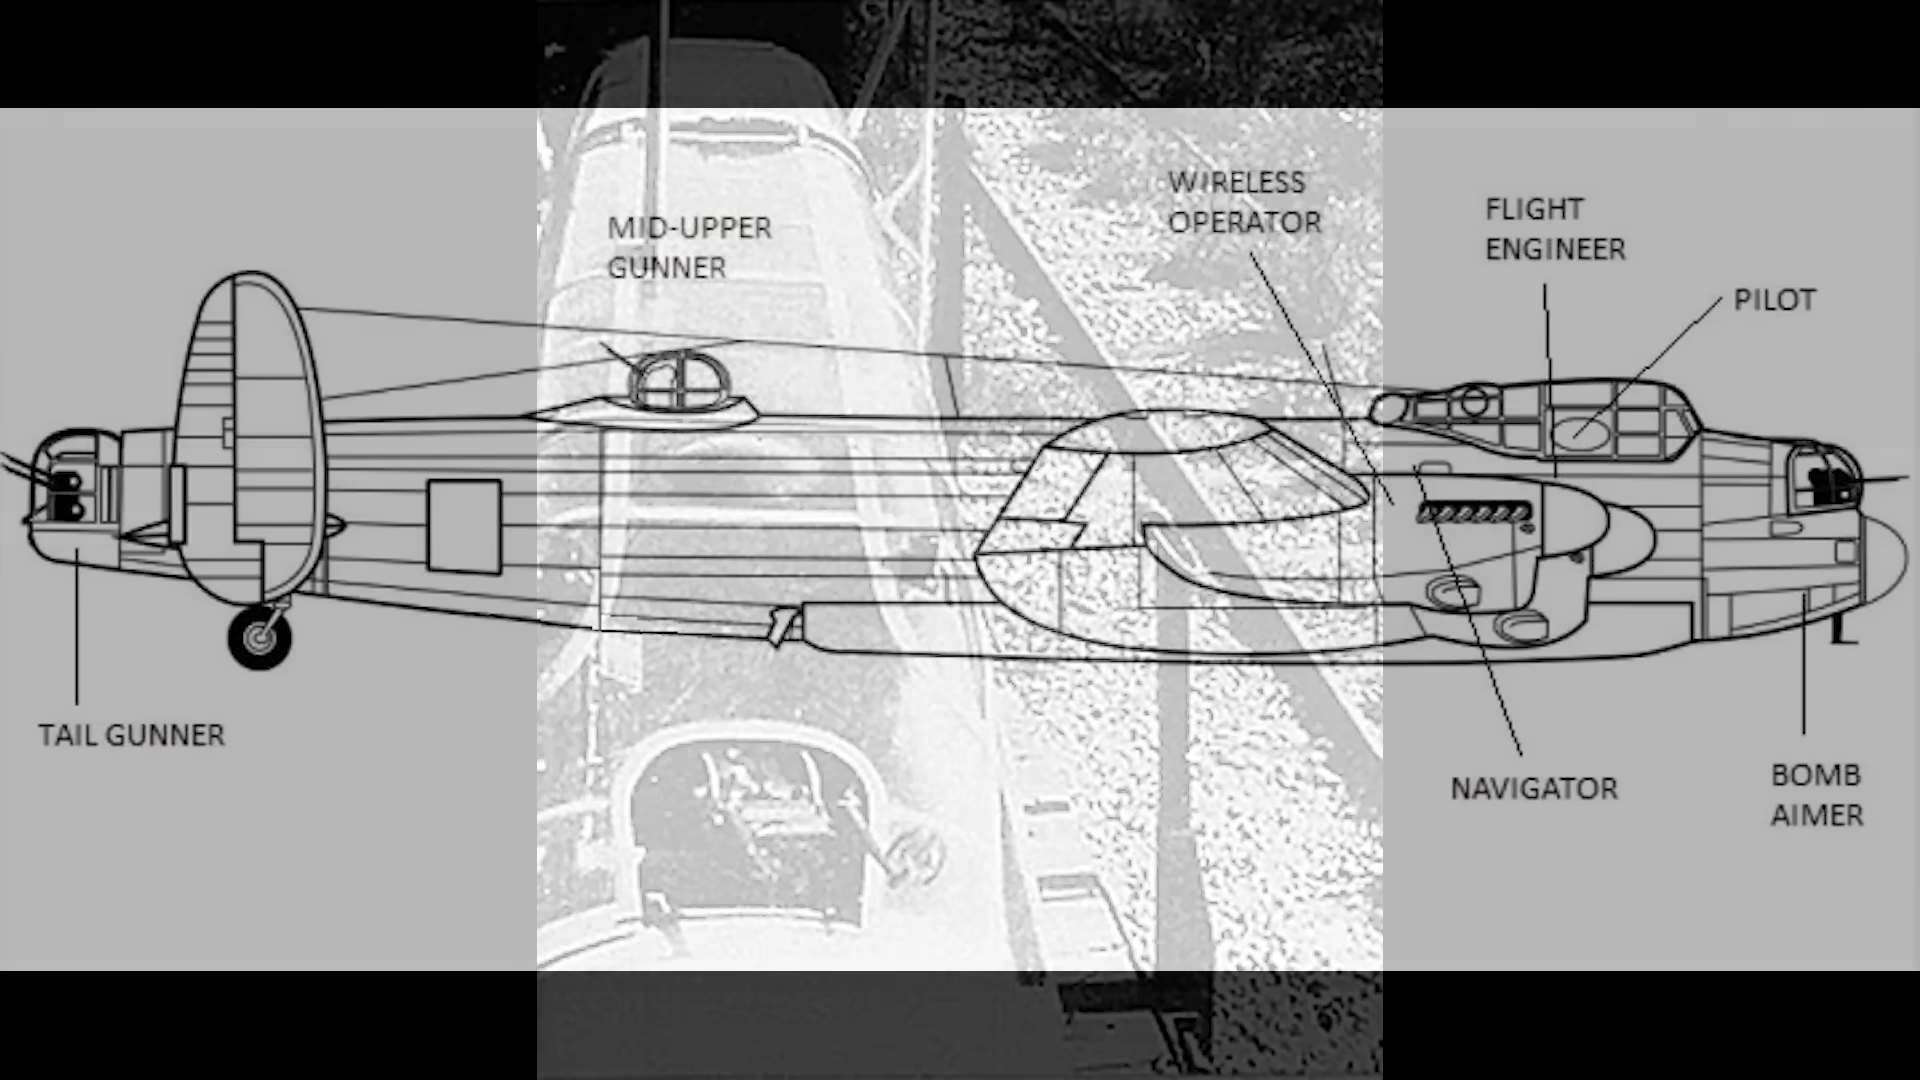 WIRELESS
OPERATOR
FLIGHT
ENGINEER
MID-UPPER
GUNNER
PILOT
TAIL GUNNER
NAVIGATOR
BOMB
AIMER